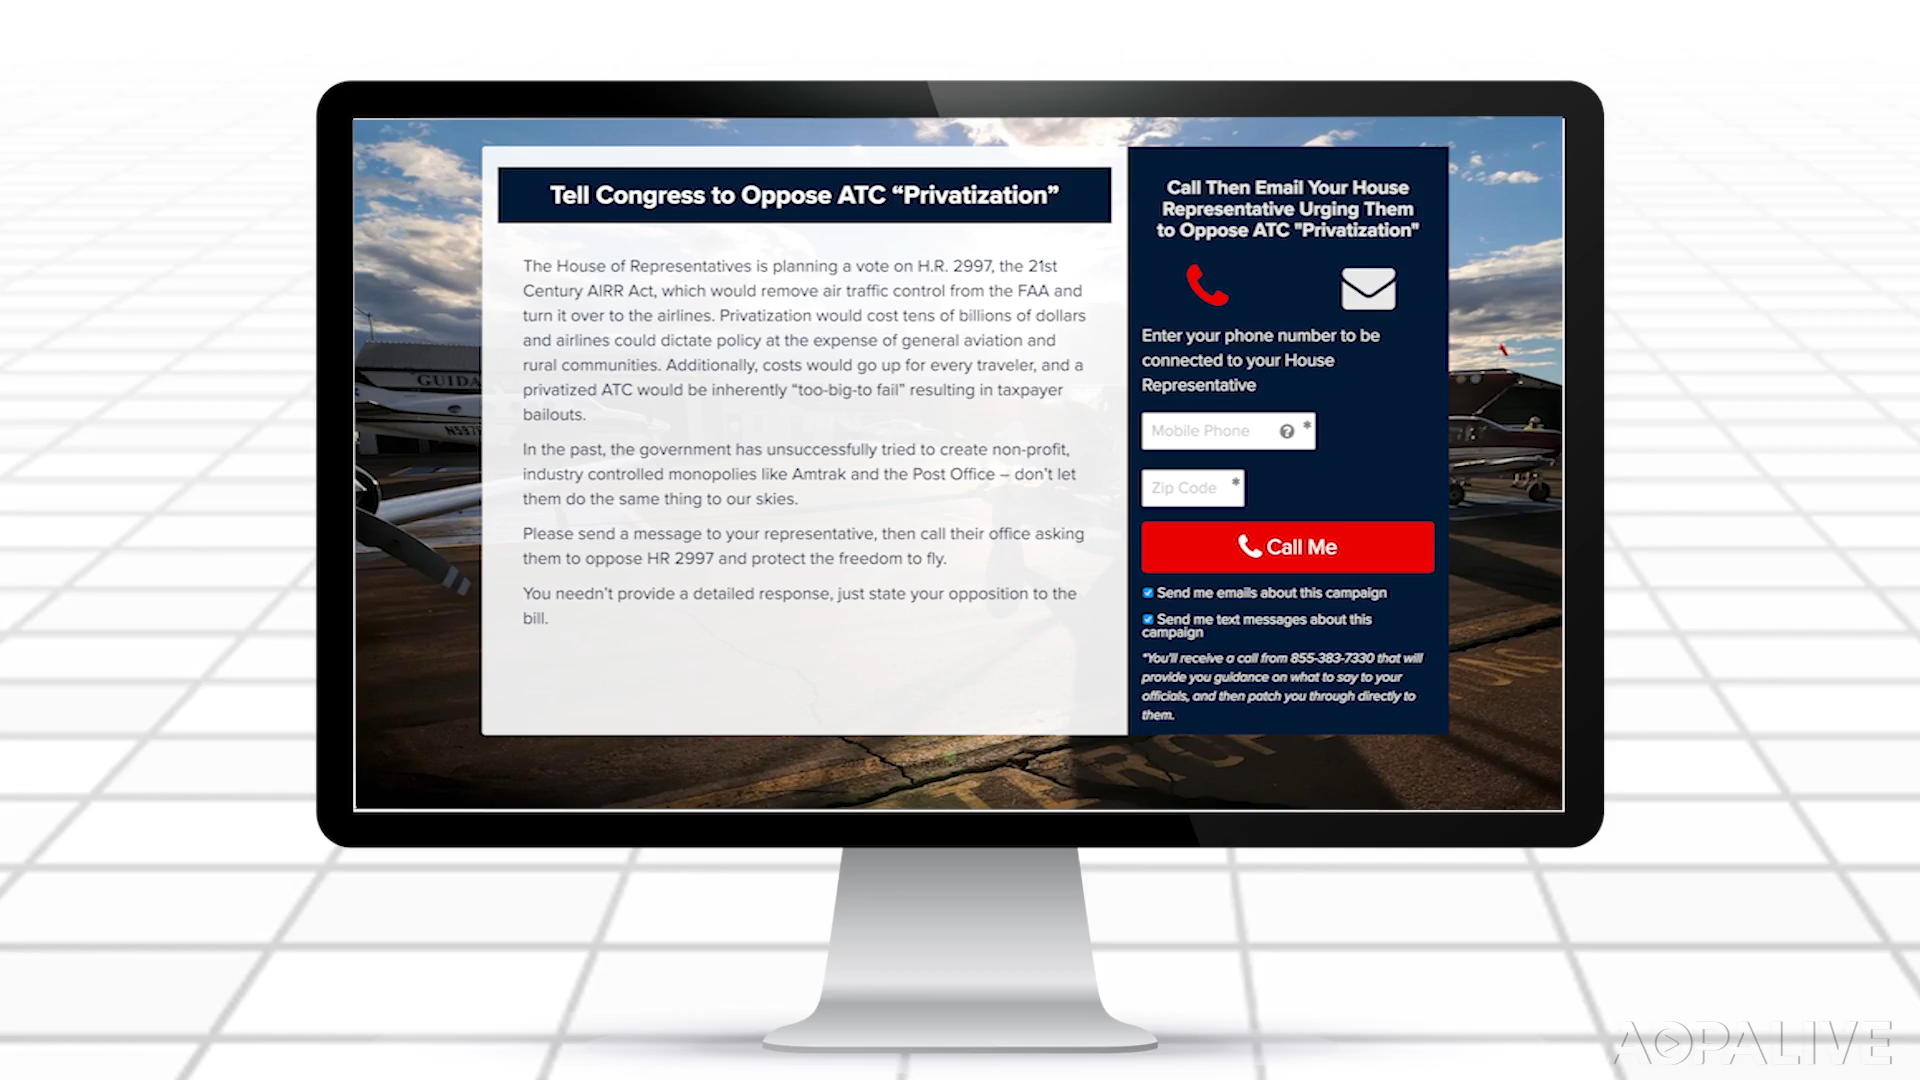 Tell Congress to Oppose ATC “Privatization”
The House of Representatives is planning a vote on H.R. 2997, the 21st
Century AIRR Act, which would remove air traffic control from the FAA and
turn it over to the airlines. Privatization would cost tens of billions of dollars
and airlines could dictate policy at the expense of general aviation and
rural communities. Additionally, costs would go up for every traveler, and a
privatized ATC would be inherently “too-big-to fail” resulting in taxpayer
bailouts.
In the past, the government has unsuccessfully tried to create non-profit,
industry controlled monopolies like Amtrak and the Post Office – don’t let
them do the same thing to our skies.
Please send a message to your representative, then call their office asking
them to oppose HR 2997 and protect the freedom to fly.
You needn’t provide a detailed response, just state your opposition to the
bill.
Call Then Email Your House
Representative Urging Them
to Oppose ATC "Privatization"
Enter your phone number to be
connected to your House
Representative
Mobile Phone ? *
Zip Code *
Call Me
Send me emails about this campaign
Send me text messages about this
campaign
*You'll receive a call from 855-383-7330 that will
provide you guidance on what to say to your
officials, and then patch you through directly to
them.
GUIDA
AOPALIVE